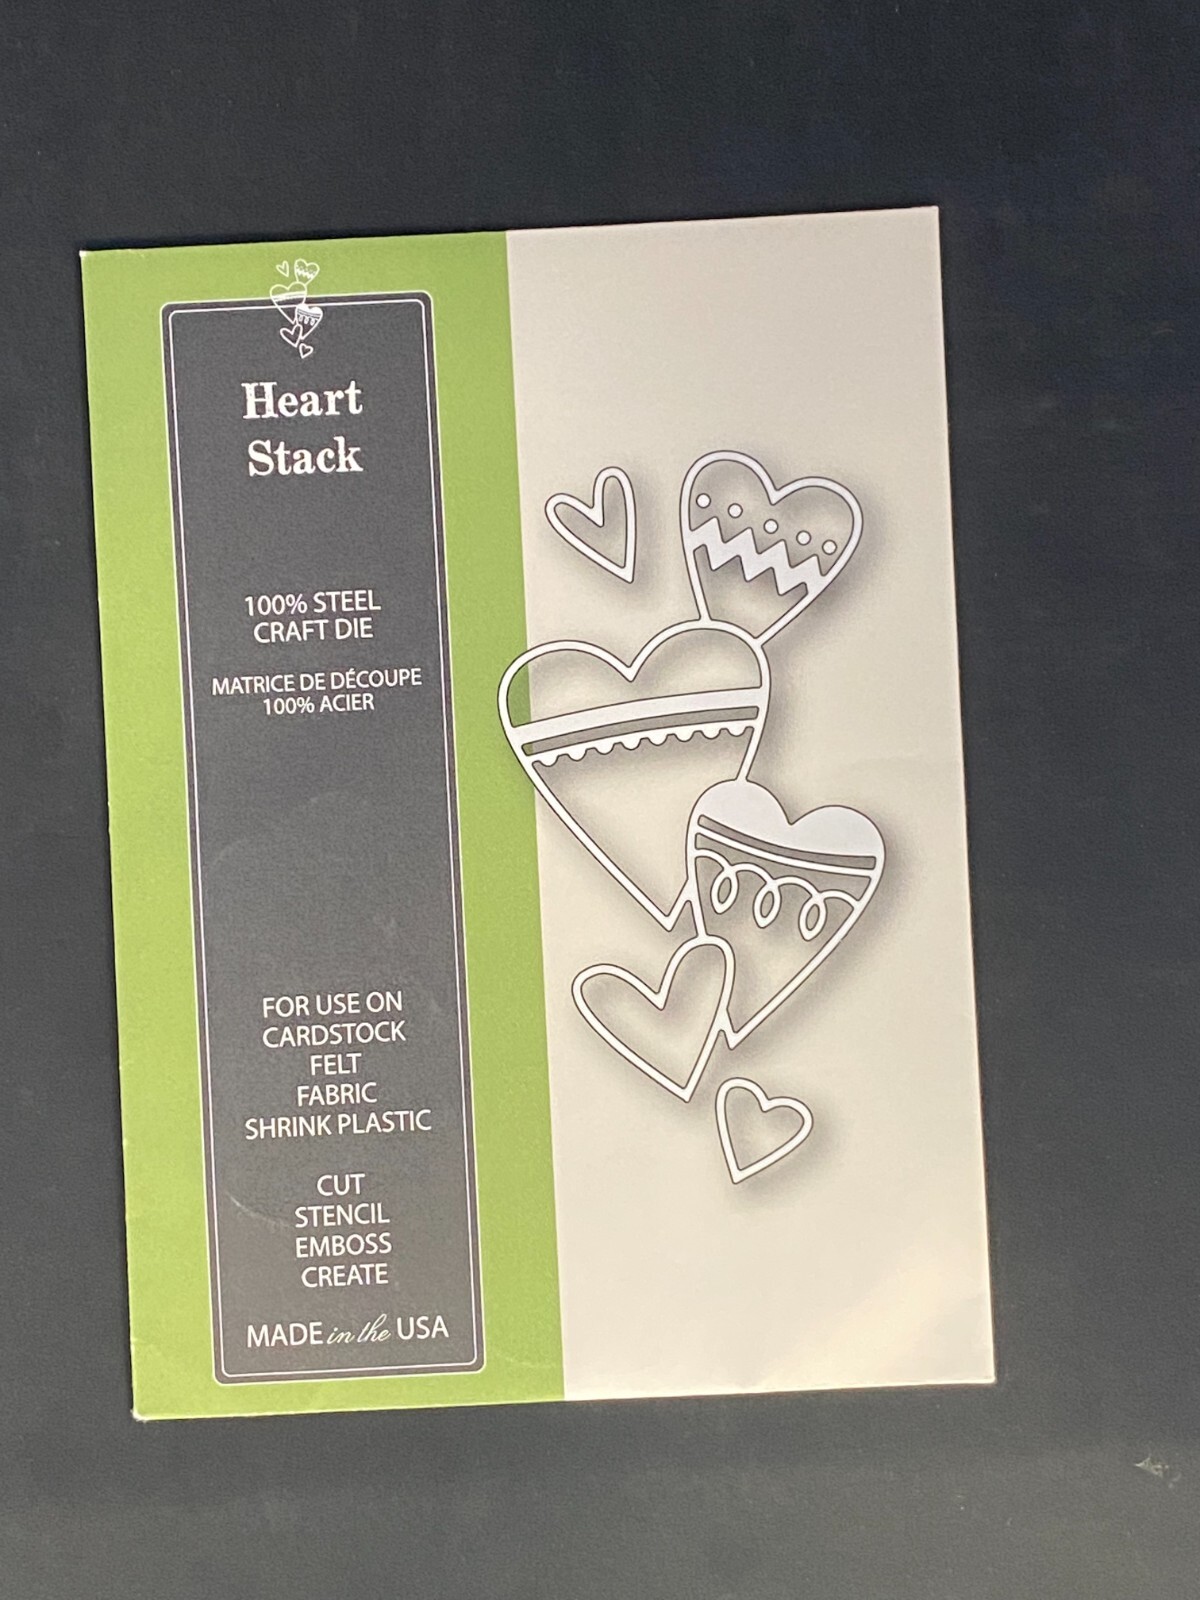 Heart
Stack
100% STEEL
CRAFT DIE
MATRICE DE DÉCOUPE
100% ACIER
FOR USE ON
CARDSTOCK
FELT
FABRIC
SHRINK PLASTIC
CUT
STENCIL
EMBOSS
CREATE
MADE in the USA